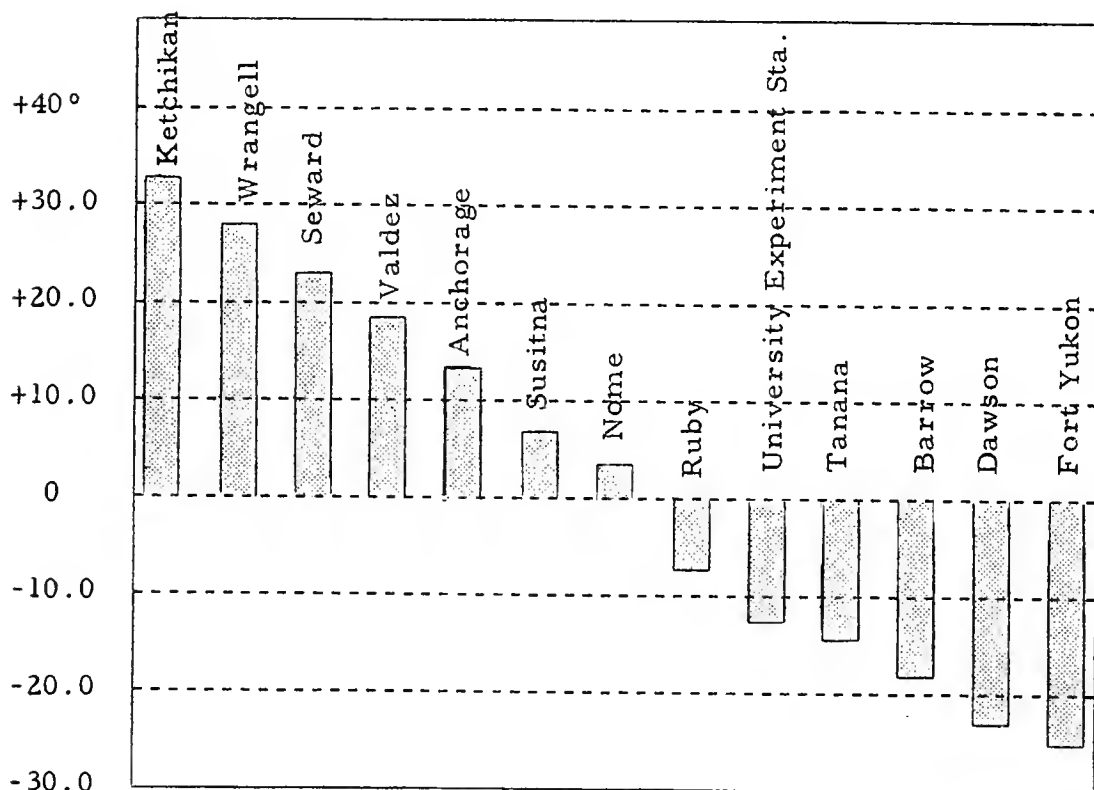 +40°
+30.0
+20.0
+10.0
0
-10.0
-20.0
-30.0
Ketchikan
Wrangell
Seward
Valdez
Anchorage
Susitna
Nome
Ruby
University Experiment Sta.
Tanana
Barrow
Dawson
Fort Yukon